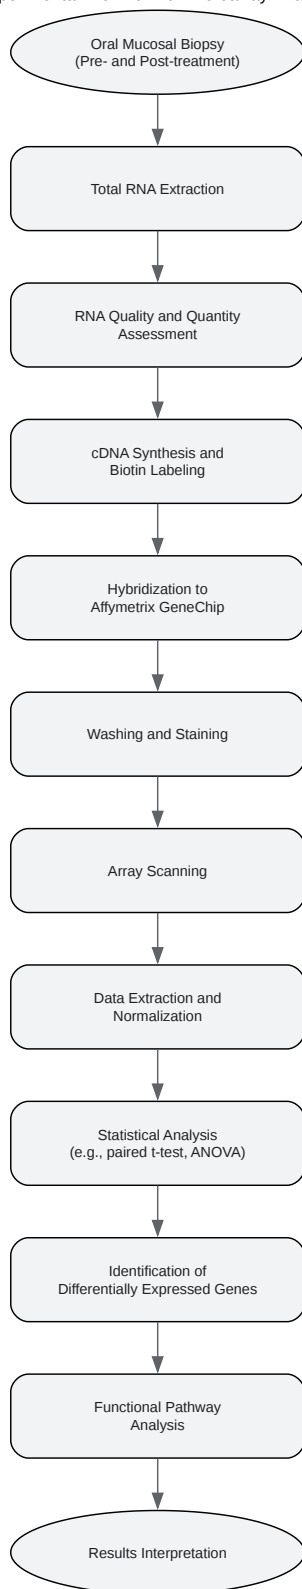 Oral Mucosal Biopsy
(Pre- and Post-treatment)
Total RNA Extraction
RNA Quality and Quantity
Assessment
cDNA Synthesis and
Biotin Labeling
Hybridization to
Affymetrix GeneChip
Washing and Staining
Array Scanning
Data Extraction and
Normalization
Statistical Analysis
(e.g., paired t-test, ANOVA)
Identification of
Differentially Expressed Genes
Functional Pathway
Analysis
Results Interpretation